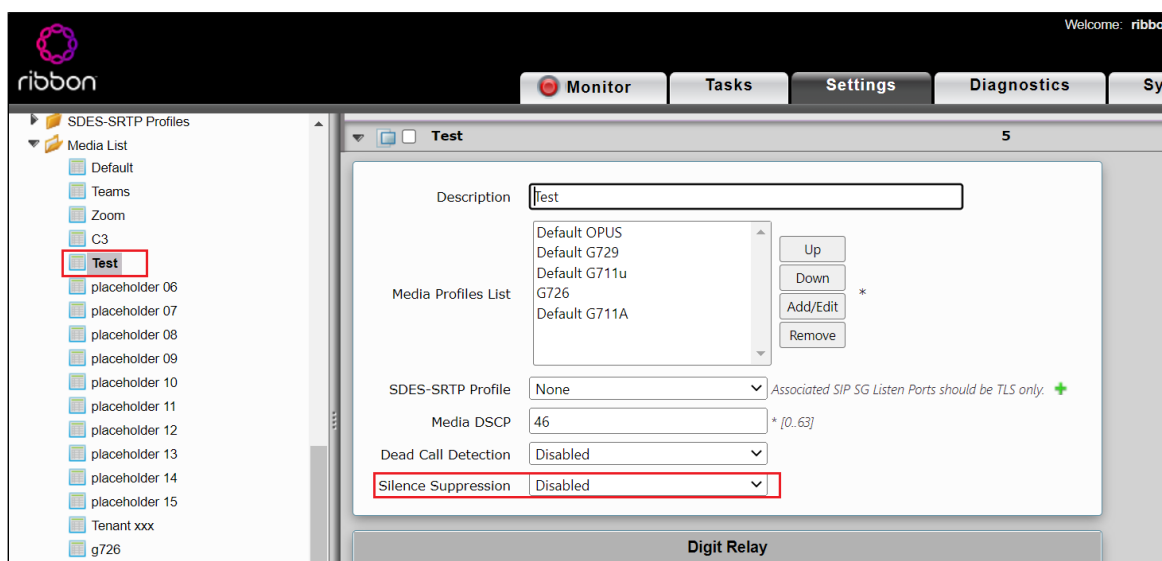 Welcome: ribbo
ribbon
Monitor
Tasks
Settings
Diagnostics
Sy
SDES-SRTP Profiles
Media List
Default
Teams
Zoom
C3
Test
placeholder 06
placeholder 07
placeholder 08
placeholder 09
placeholder 10
placeholder 11
placeholder 12
placeholder 13
placeholder 14
placeholder 15
Tenant xxx
g726
Test 5
Description Test
Media Profiles List
Default OPUS
Default G729
Default G711u
G726
Default G711A
Up
Down
Add/Edit
Remove
*
SDES-SRTP Profile None Associated SIP SG Listen Ports should be TLS only.
Media DSCP 46 * [0..63]
Dead Call Detection Disabled
Silence Suppression Disabled
Digit Relay